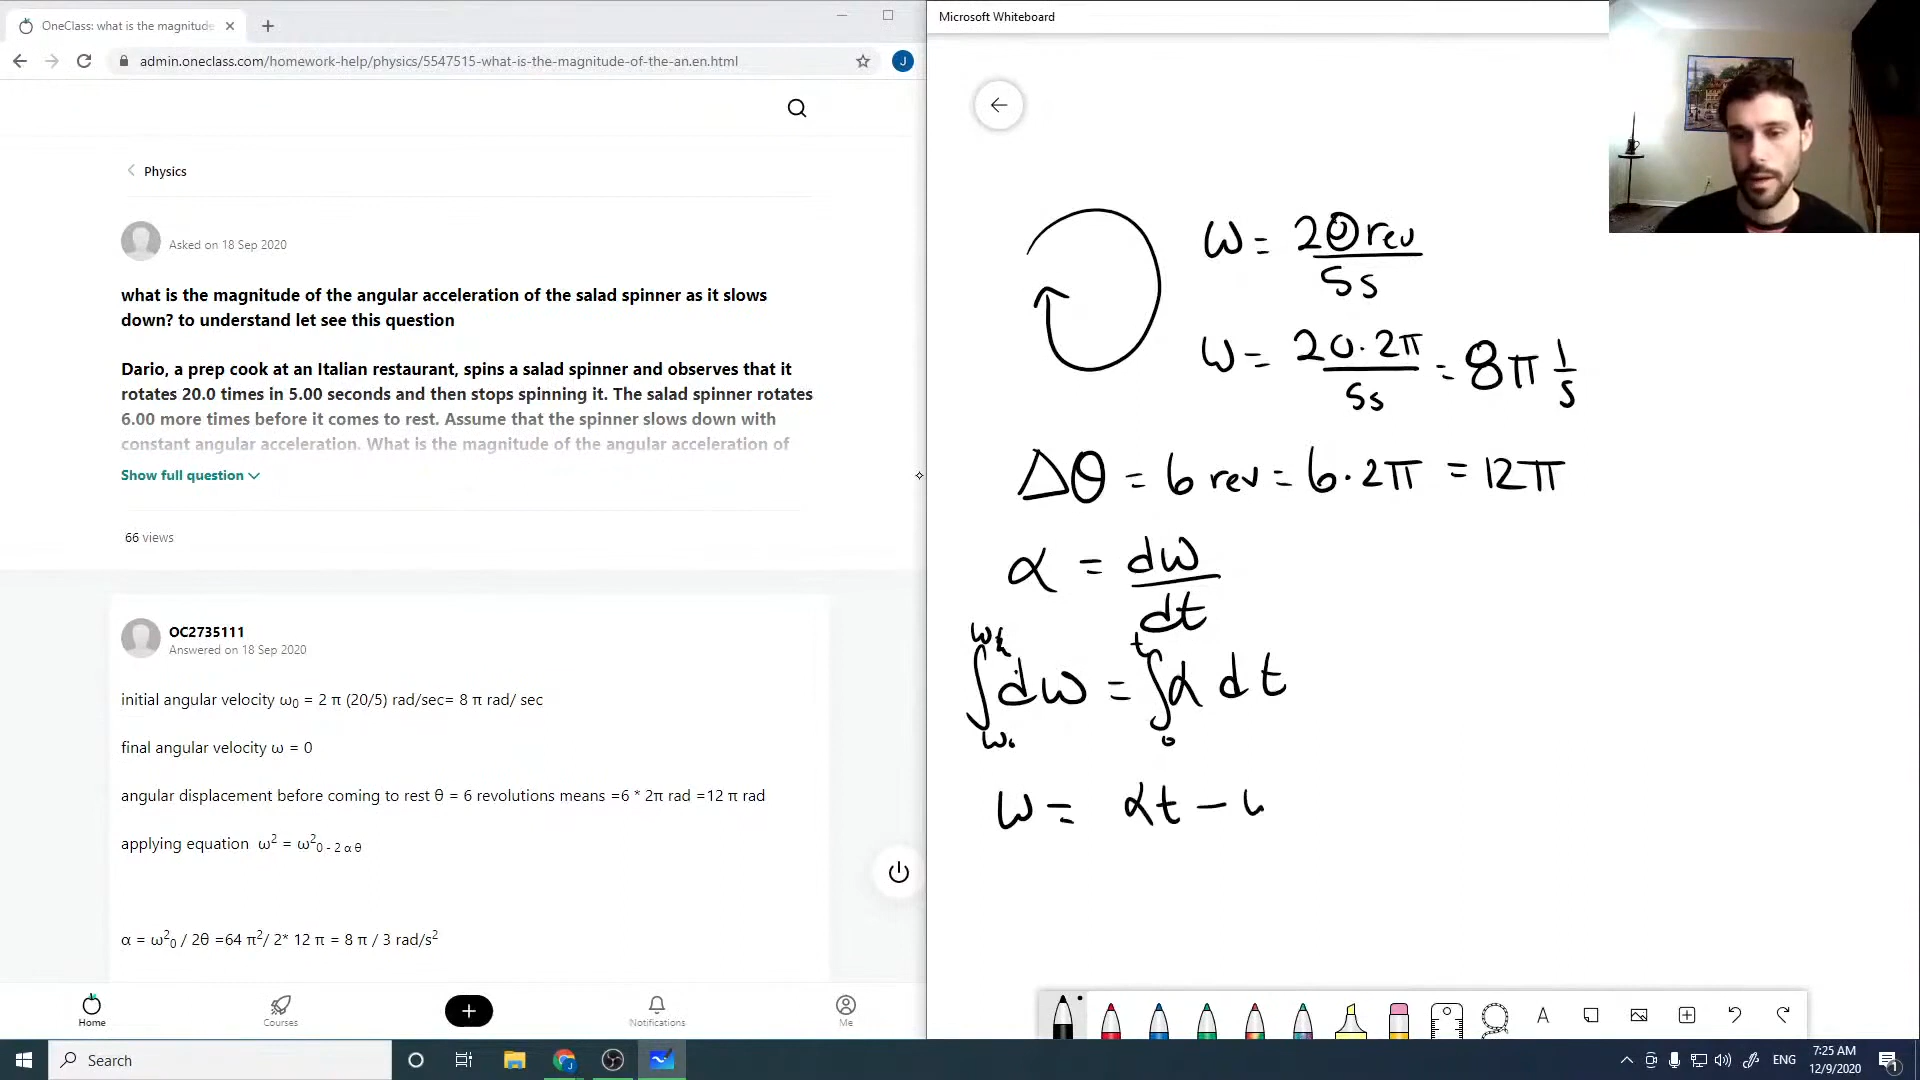 OneClass: what is the magnitude
admin.oneclass.com/homework-help/physics/5547515-what-is-the-magnitude-of-the-an.en.html
J
Physics
Asked on 18 Sep 2020
what is the magnitude of the angular acceleration of the salad spinner as it slows
down? to understand let see this question
Dario, a prep cook at an Italian restaurant, spins a salad spinner and observes that it
rotates 20.0 times in 5.00 seconds and then stops spinning it. The salad spinner rotates
6.00 more times before it comes to rest. Assume that the spinner slows down with
constant angular acceleration. What is the magnitude of the angular acceleration of
Show full question
66 views
OC2735111
Answered on 18 Sep 2020
initial angular velocity ω₀ = 2 π (20/5) rad/sec= 8 π rad/ sec
final angular velocity ω = 0
angular displacement before coming to rest θ = 6 revolutions means =6 * 2π rad =12 π rad
applying equation ω² = ω²₀ ₋ ₂ α θ
α = ω²₀ / 2θ =64 π²/ 2* 12 π = 8 π / 3 rad/s²
Home
Courses
Notifications
Me
Microsoft Whiteboard
ω = 20 rev / 5s
ω = 20·2π / 5s = 8π 1/s
Δθ = 6 rev = 6·2π = 12π
α = dω / dt
∫ dω = ∫ α dt
ω₀ 0
ω = αt –
A
Search
J
ENG
7:25 AM
12/9/2020
1